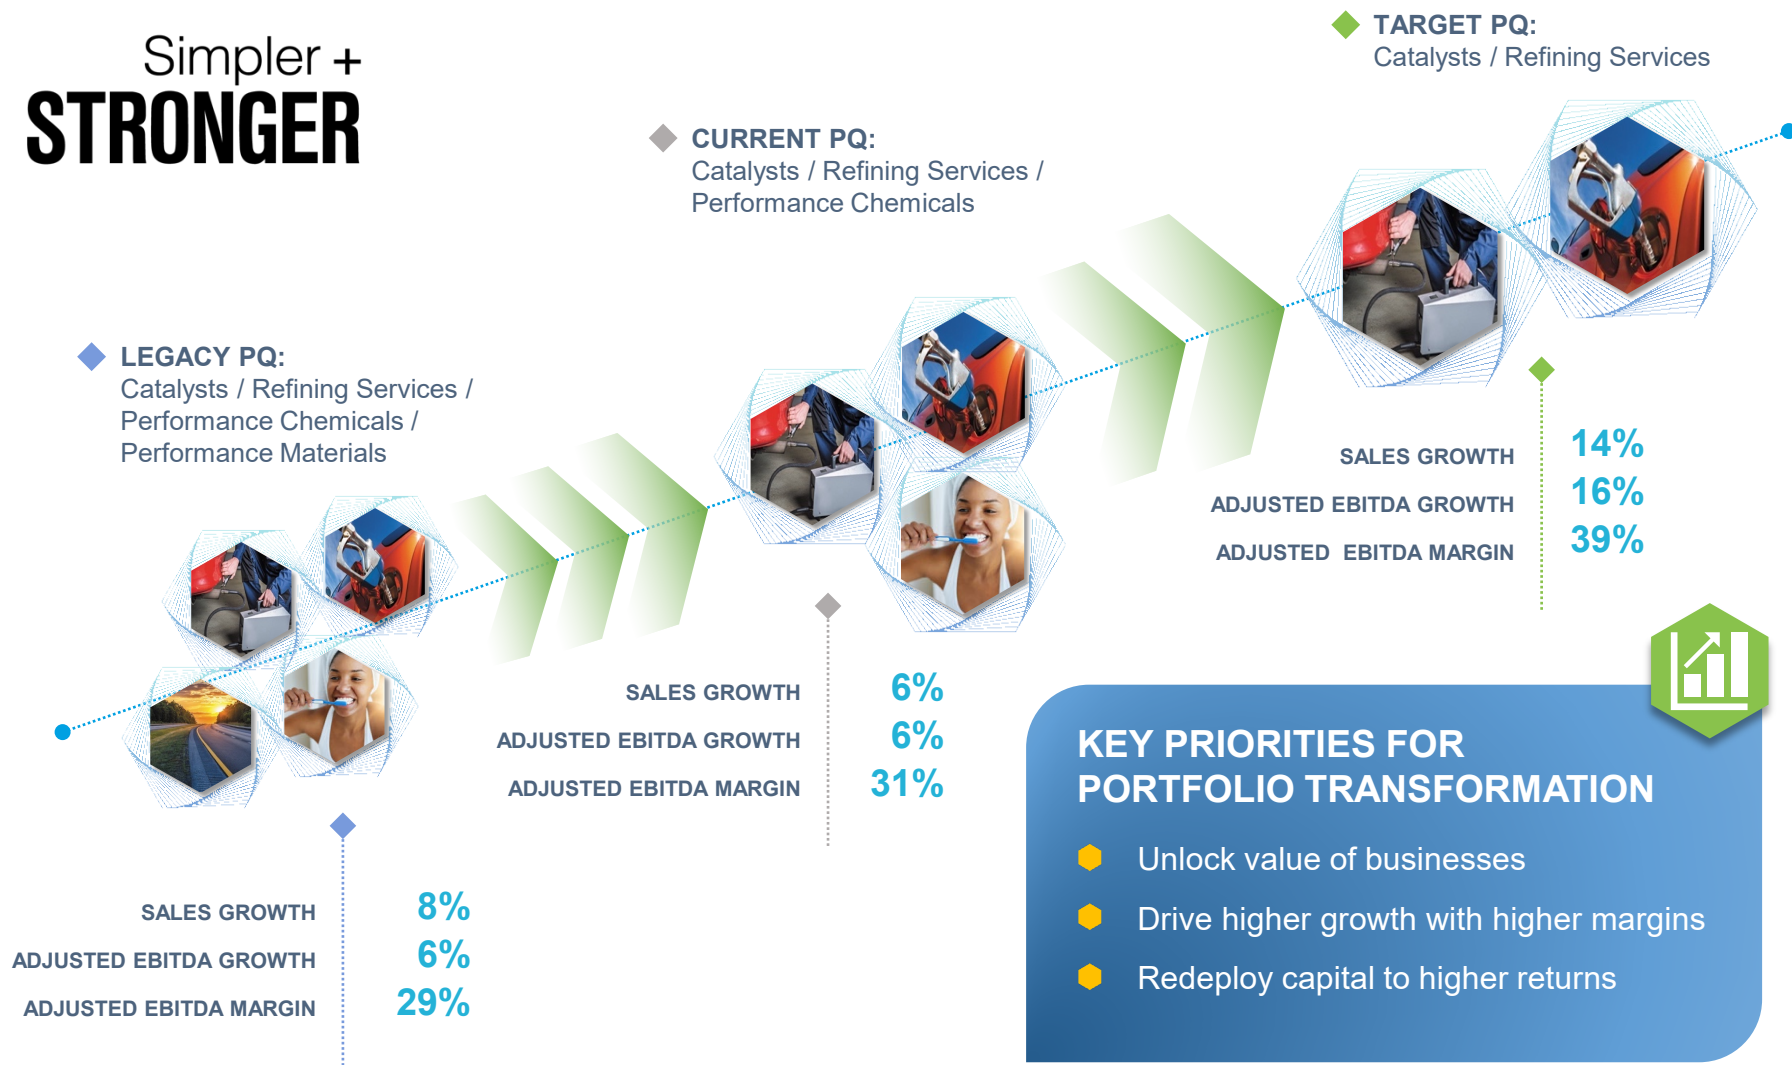 Simpler +
STRONGER
TARGET PQ:
Catalysts / Refining Services
CURRENT PQ:
Catalysts / Refining Services /
Performance Chemicals
LEGACY PQ:
Catalysts / Refining Services /
Performance Chemicals /
Performance Materials
SALES GROWTH 14%
ADJUSTED EBITDA GROWTH 16%
ADJUSTED EBITDA MARGIN 39%
SALES GROWTH 6%
ADJUSTED EBITDA GROWTH 6%
ADJUSTED EBITDA MARGIN 31%
SALES GROWTH 8%
ADJUSTED EBITDA GROWTH 6%
ADJUSTED EBITDA MARGIN 29%
KEY PRIORITIES FOR
PORTFOLIO TRANSFORMATION
Unlock value of businesses
Drive higher growth with higher margins
Redeploy capital to higher returns